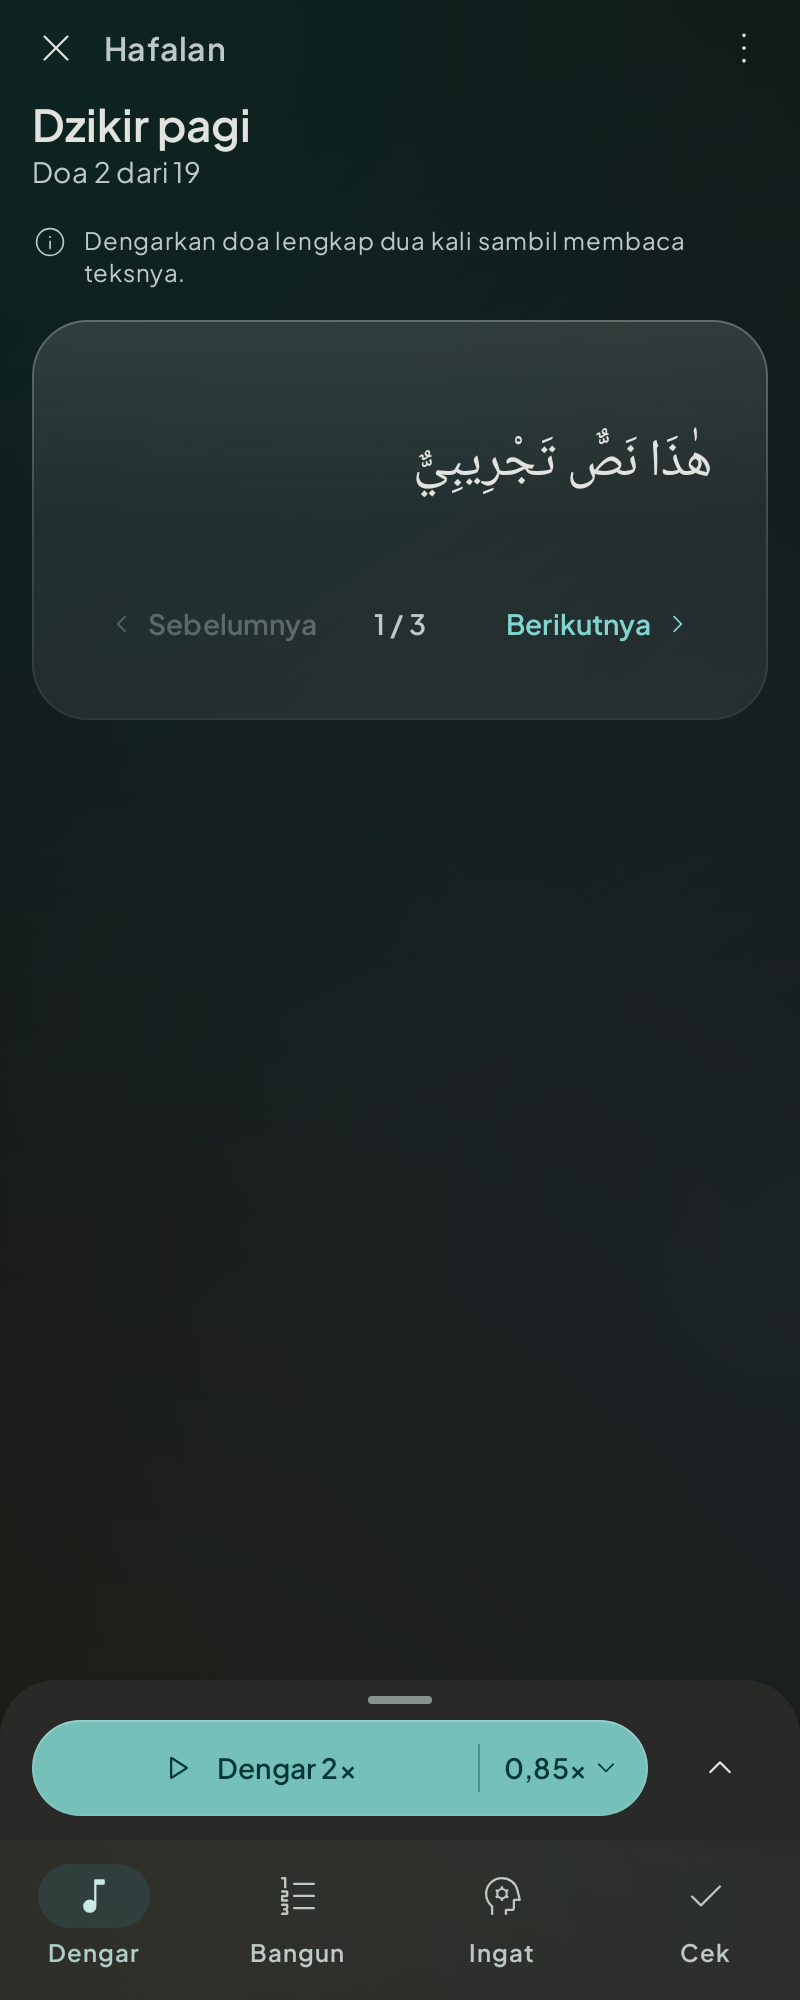 Hafalan
Dzikir pagi
Doa 2 dari 19
Dengarkan doa lengkap dua kali sambil membaca
teksnya.
هٰذَا نَصٌّ تَجْرِيبِيٌّ
Sebelumnya 1 / 3 Berikutnya
Dengar 2× 0,85×
Dengar Bangun Ingat Cek